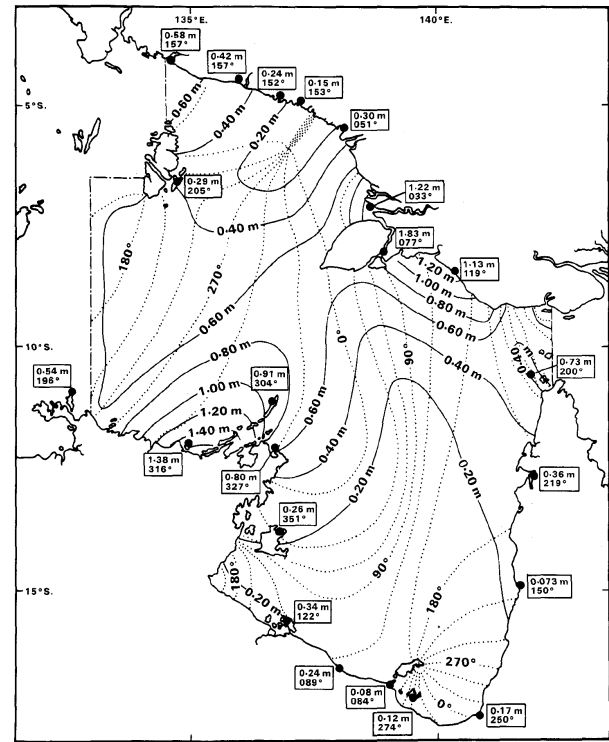 135°E.
140°E.
0·58 m
157°
0·42 m
157°
0·24 m
152°
0·15 m
153°
0·30 m
051°
5°S.
0·60 m
0·40 m
0·20 m
0·29 m
205°
1·22 m
033°
0·40 m
1·83 m
077°
1·13 m
119°
180°
270°
1·20 m
1·00 m
0·80 m
0·60 m
0·60 m
0°
90°
0·40 m
10°S.
0·80 m
0·40 m
0·73 m
200°
0·54 m
196°
0·91 m
304°
1·00 m
1·20 m
1·40 m
0·60 m
0·40 m
0·20 m
0·20 m
1·38 m
316°
0·80 m
327°
0·36 m
219°
0·26 m
351°
90°
180°
0·073 m
150°
15°S.
180°
0·20 m
0·34 m
122°
270°
0·24 m
089°
0·08 m
084°
0°
0·12 m
274°
0·17 m
250°